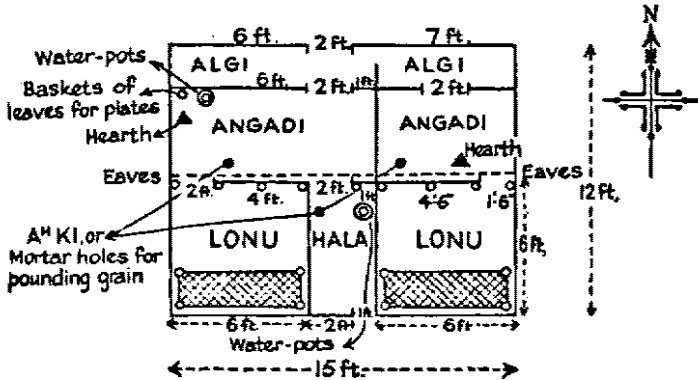 N
6 ft. 2 ft. 7 ft.
Water-pots
ALGI ALGI
Baskets of
leaves for plates
6 ft. 2 ft. 1 ft. 2 ft.
Hearth
ANGADI ANGADI
Hearth
Eaves Eaves
2 ft. 4 ft. 2 ft. 1 ft. 4'·6" 1'·6"
12 ft.
Aᴴ KI, or
Mortar holes for
pounding grain
LONU HALA LONU
6 ft.
6 ft. 2 ft. 1 ft. 6 ft.
Water-pots
15 ft.